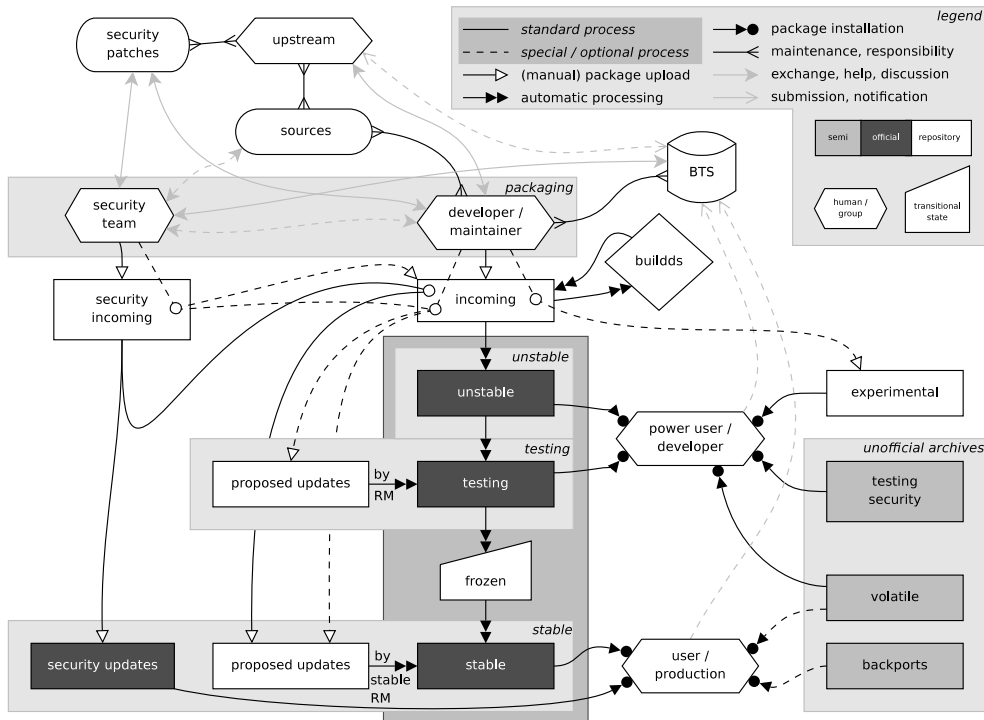 security
patches
upstream
sources
legend
standard process
special / optional process
(manual) package upload
automatic processing
package installation
maintenance, responsibility
exchange, help, discussion
submission, notification
semi
official
repository
human /
group
transitional
state
BTS
packaging
security
team
developer /
maintainer
buildds
security
incoming
incoming
unstable
unstable
experimental
power user /
developer
testing
proposed updates
by
RM
testing
unofficial archives
testing
security
frozen
volatile
stable
security updates
proposed updates
by
stable
RM
stable
user /
production
backports